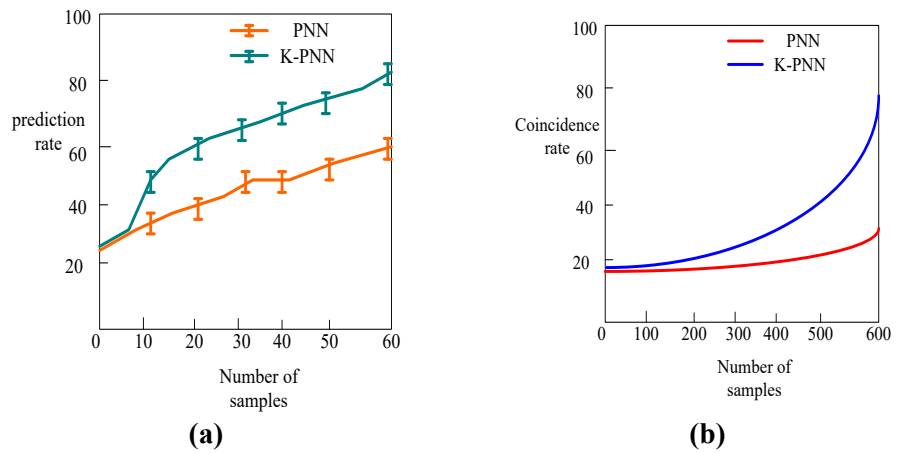 100
80
60
40
20
prediction
rate
PNN
K-PNN
0 10 20 30 40 50 60
Number of
samples
(a)
100
80
60
40
20
Coincidence
rate
PNN
K-PNN
0 100 200 300 400 500 600
Number of
samples
(b)